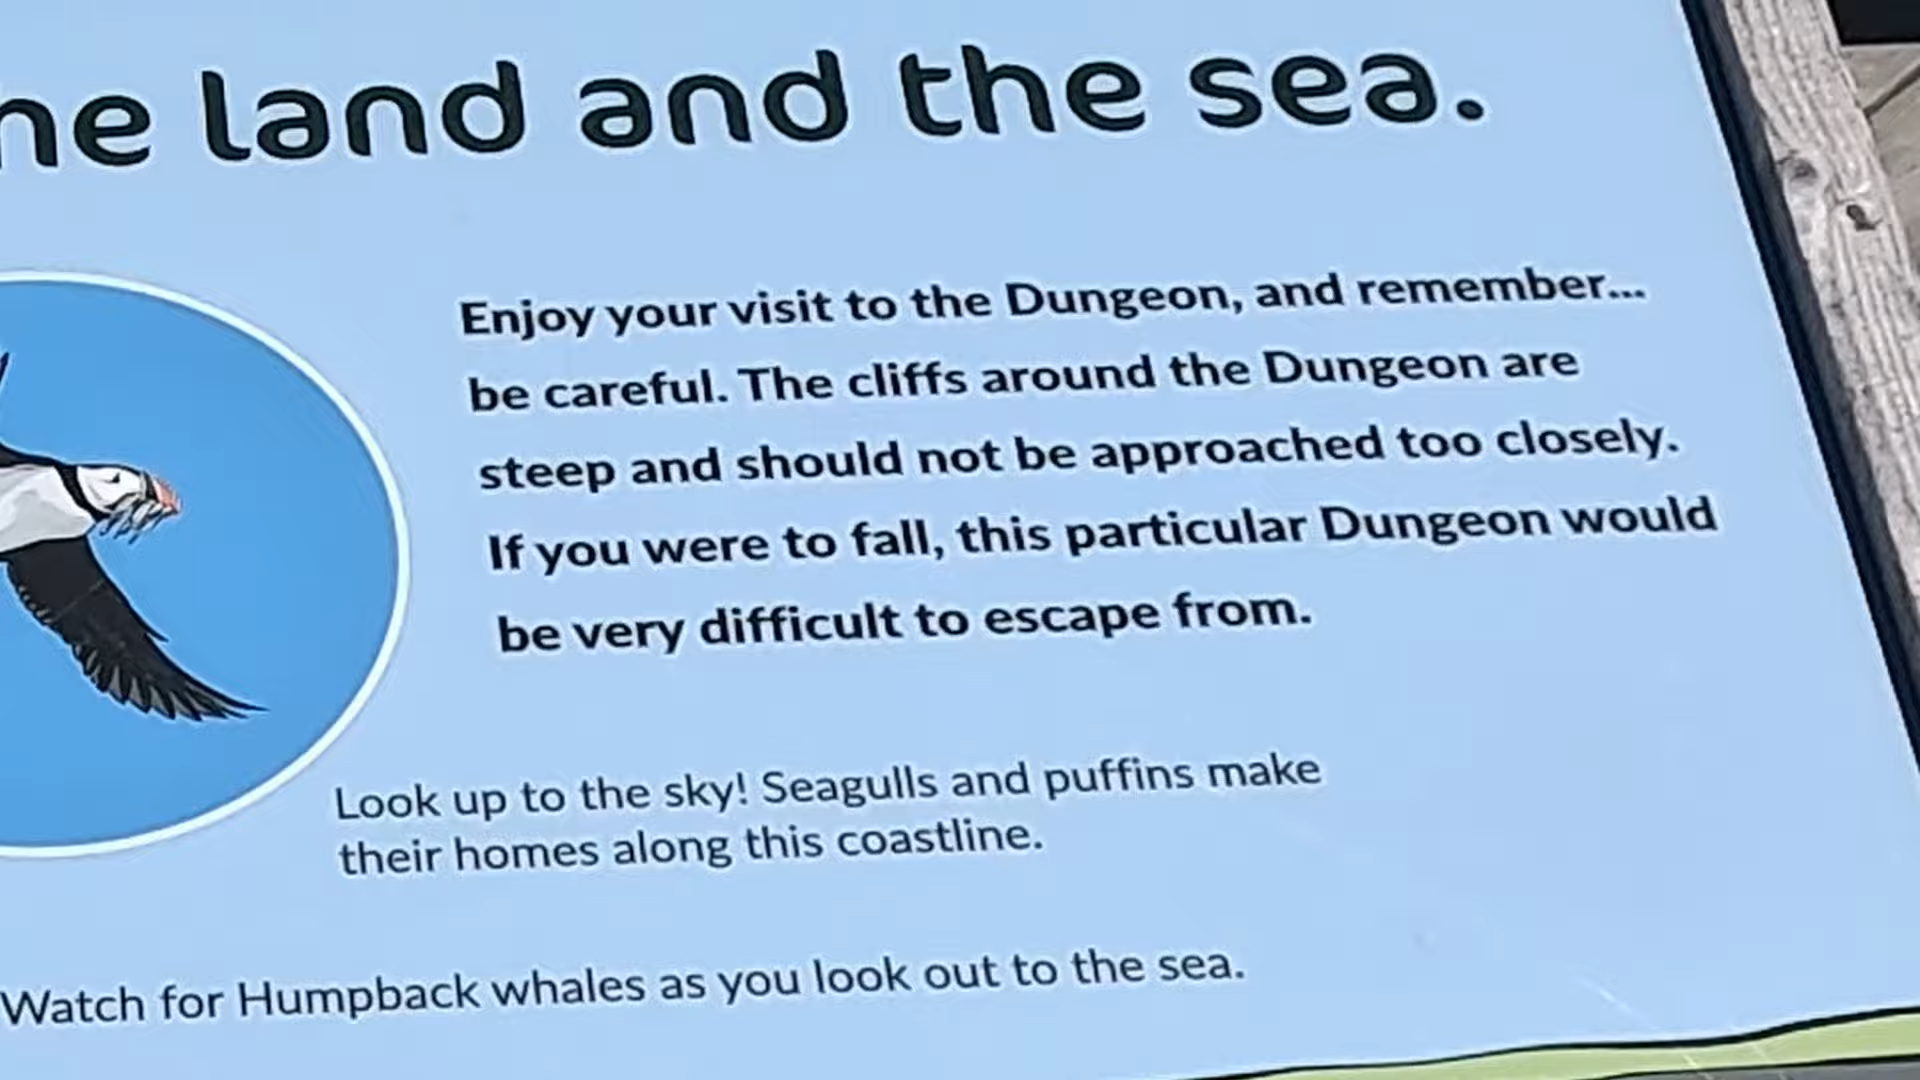 he land and the sea.
Enjoy your visit to the Dungeon, and remember...
be careful. The cliffs around the Dungeon are
steep and should not be approached too closely.
If you were to fall, this particular Dungeon would
be very difficult to escape from.
Look up to the sky! Seagulls and puffins make
their homes along this coastline.
Watch for Humpback whales as you look out to the sea.